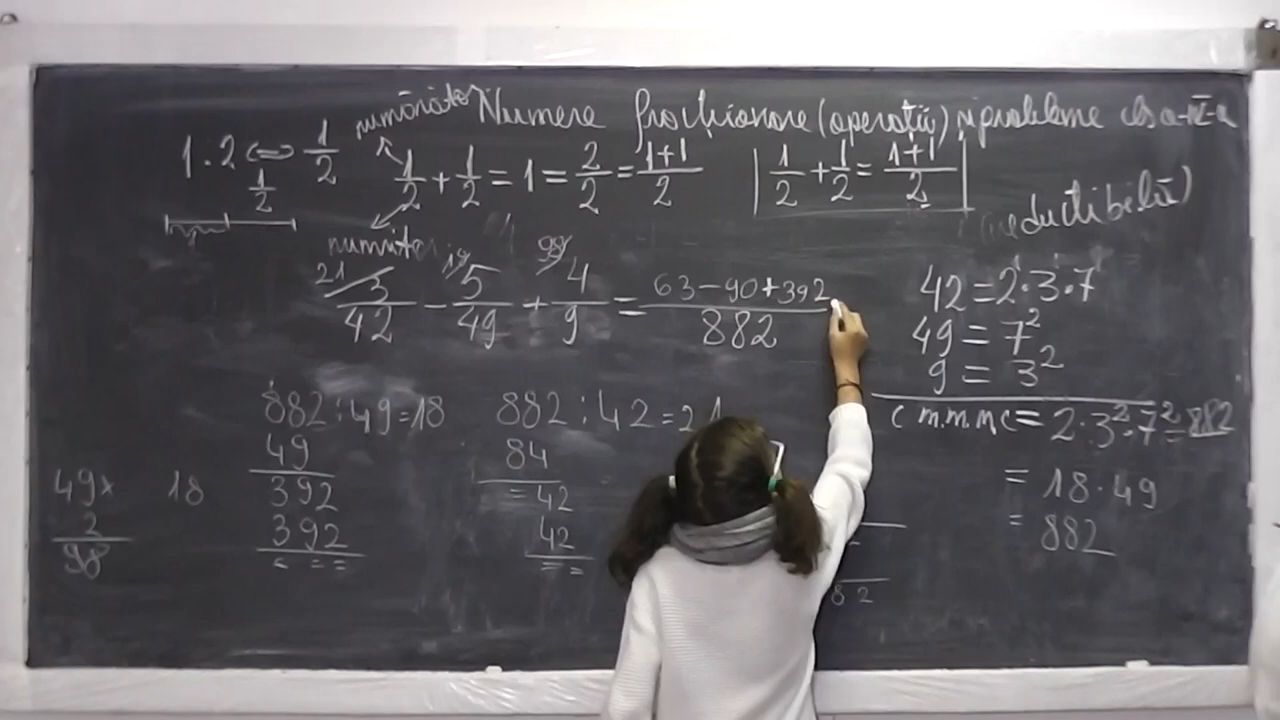 numărător Numere fracționare (operații) și probleme cls a-IV-a
1:2 ⇔ 1/2 1/2 + 1/2 = 1 = 2/2 = (1+1)/2 | 1/2 + 1/2 = (1+1)/2 |
1/2
numitor
21 18 98
3/42 - 5/49 + 4/9 = (63-90+392)/882
42 = 2·3·7
49 = 7²
9 = 3²
c m.m.m c = 2·3²·7² = 882
= 18·49
= 882
882:49=18
49
392
392
= = =
882:42=21
84
=42
42
= =
49×
2
98
18
82